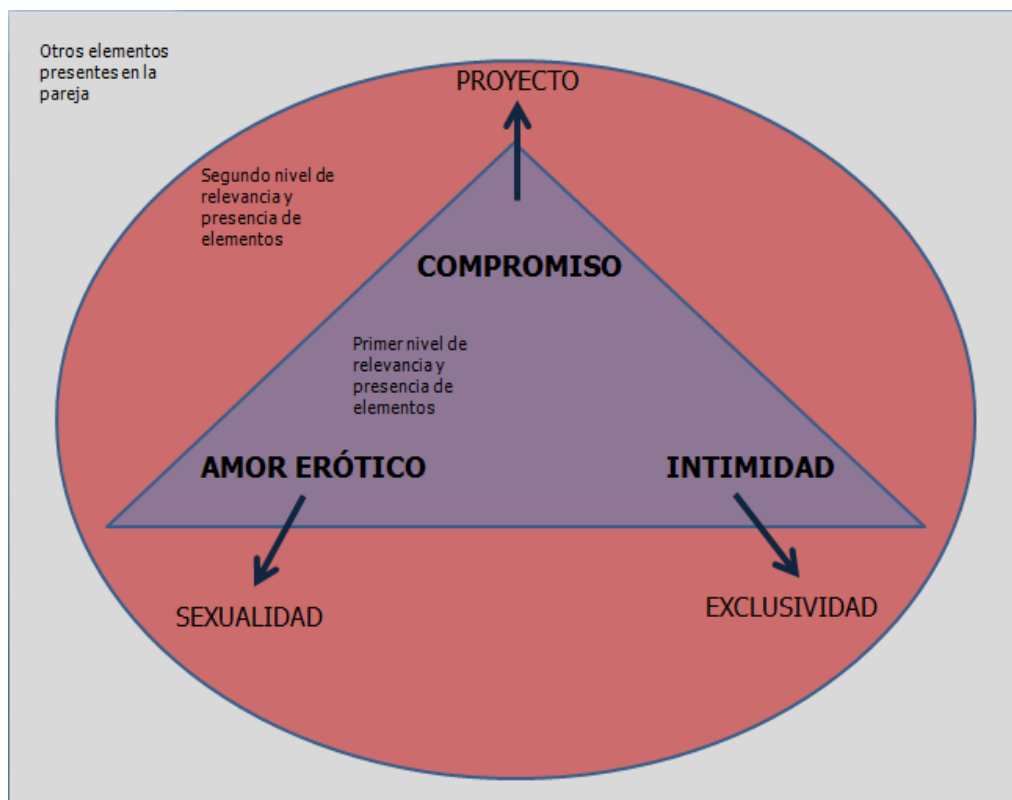 Otros elementos
presentes en la
pareja
PROYECTO
Segundo nivel de
relevancia y
presencia de
elementos
COMPROMISO
Primer nivel de
relevancia y
presencia de
elementos
AMOR ERÓTICO
INTIMIDAD
SEXUALIDAD
EXCLUSIVIDAD